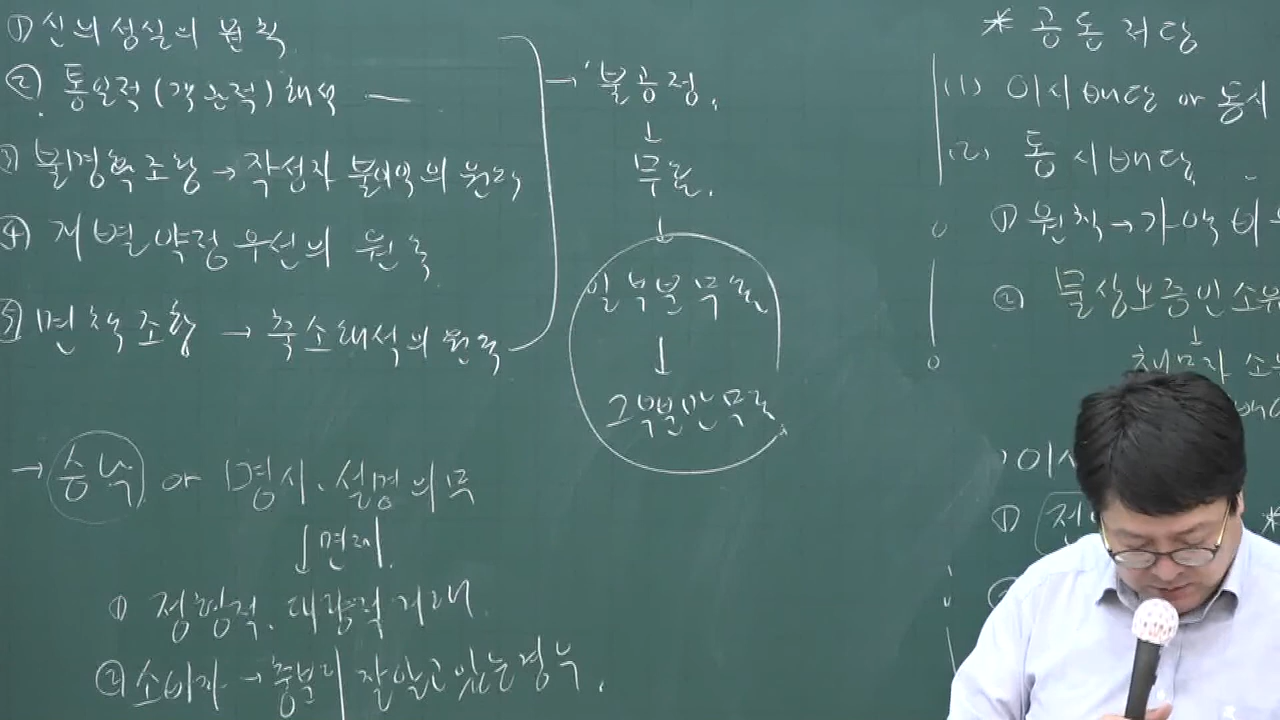 ① 신의성실의 원칙
② 통일적(객관적) 해석
③ 불명확조항 → 작성자 불이익의 원칙
④ 개별약정우선의 원칙
⑤ 면책조항 → 축소해석의 원칙
→ 불공정.
↓
무효.
↓
일부분 무효
↓
그 부분만 무효
→ 승낙 or 명시、설명의무
↓ 면제.
① 정형적、대량적 거래
② 소비자 → 충분히 잘 알고 있는 경우.
* 공동저당
(1) 이시배당 or 동시
(2) 동시배당
① 원칙 → 가액비
② 물상보증인 소유
↓
채무자 소유
이시
①
*